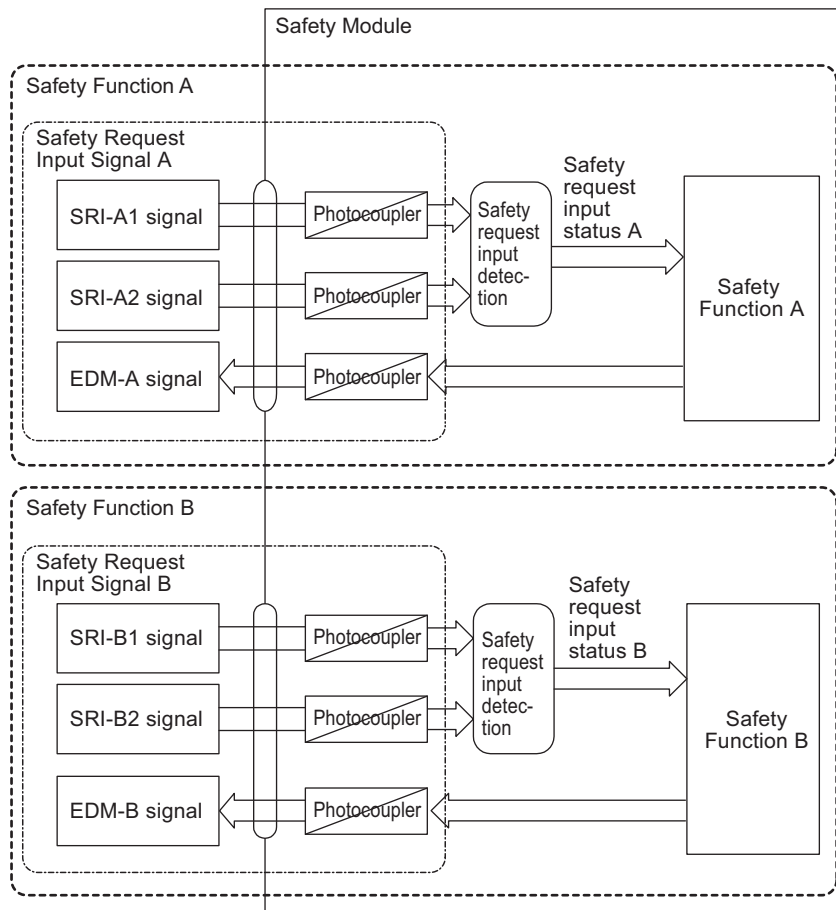 Safety Module
Safety Function A
Safety Request
Input Signal A
SRI-A1 signal
Photocoupler
SRI-A2 signal
Photocoupler
EDM-A signal
Photocoupler
Safety
request
input
detec-
tion
Safety
request
input
status A
Safety
Function A
Safety Function B
Safety Request
Input Signal B
SRI-B1 signal
Photocoupler
SRI-B2 signal
Photocoupler
EDM-B signal
Photocoupler
Safety
request
input
detec-
tion
Safety
request
input
status B
Safety
Function B